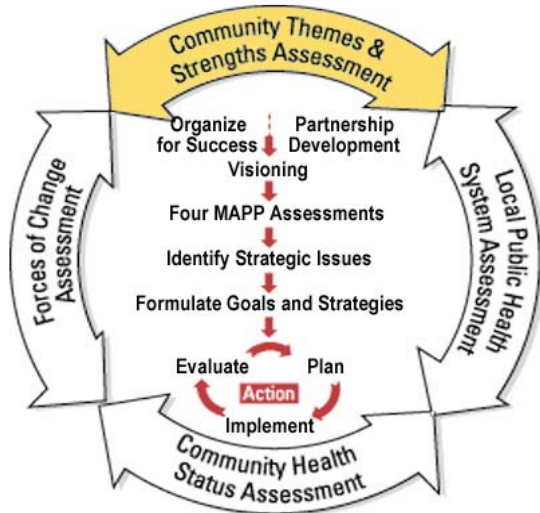 Community Themes &
Strengths Assessment
Organize
for Success
Partnership
Development
Visioning
Four MAPP Assessments
Identify Strategic Issues
Formulate Goals and Strategies
Evaluate
Plan
Action
Implement
Forces of Change
Assessment
Local Public Health
System Assessment
Community Health
Status Assessment